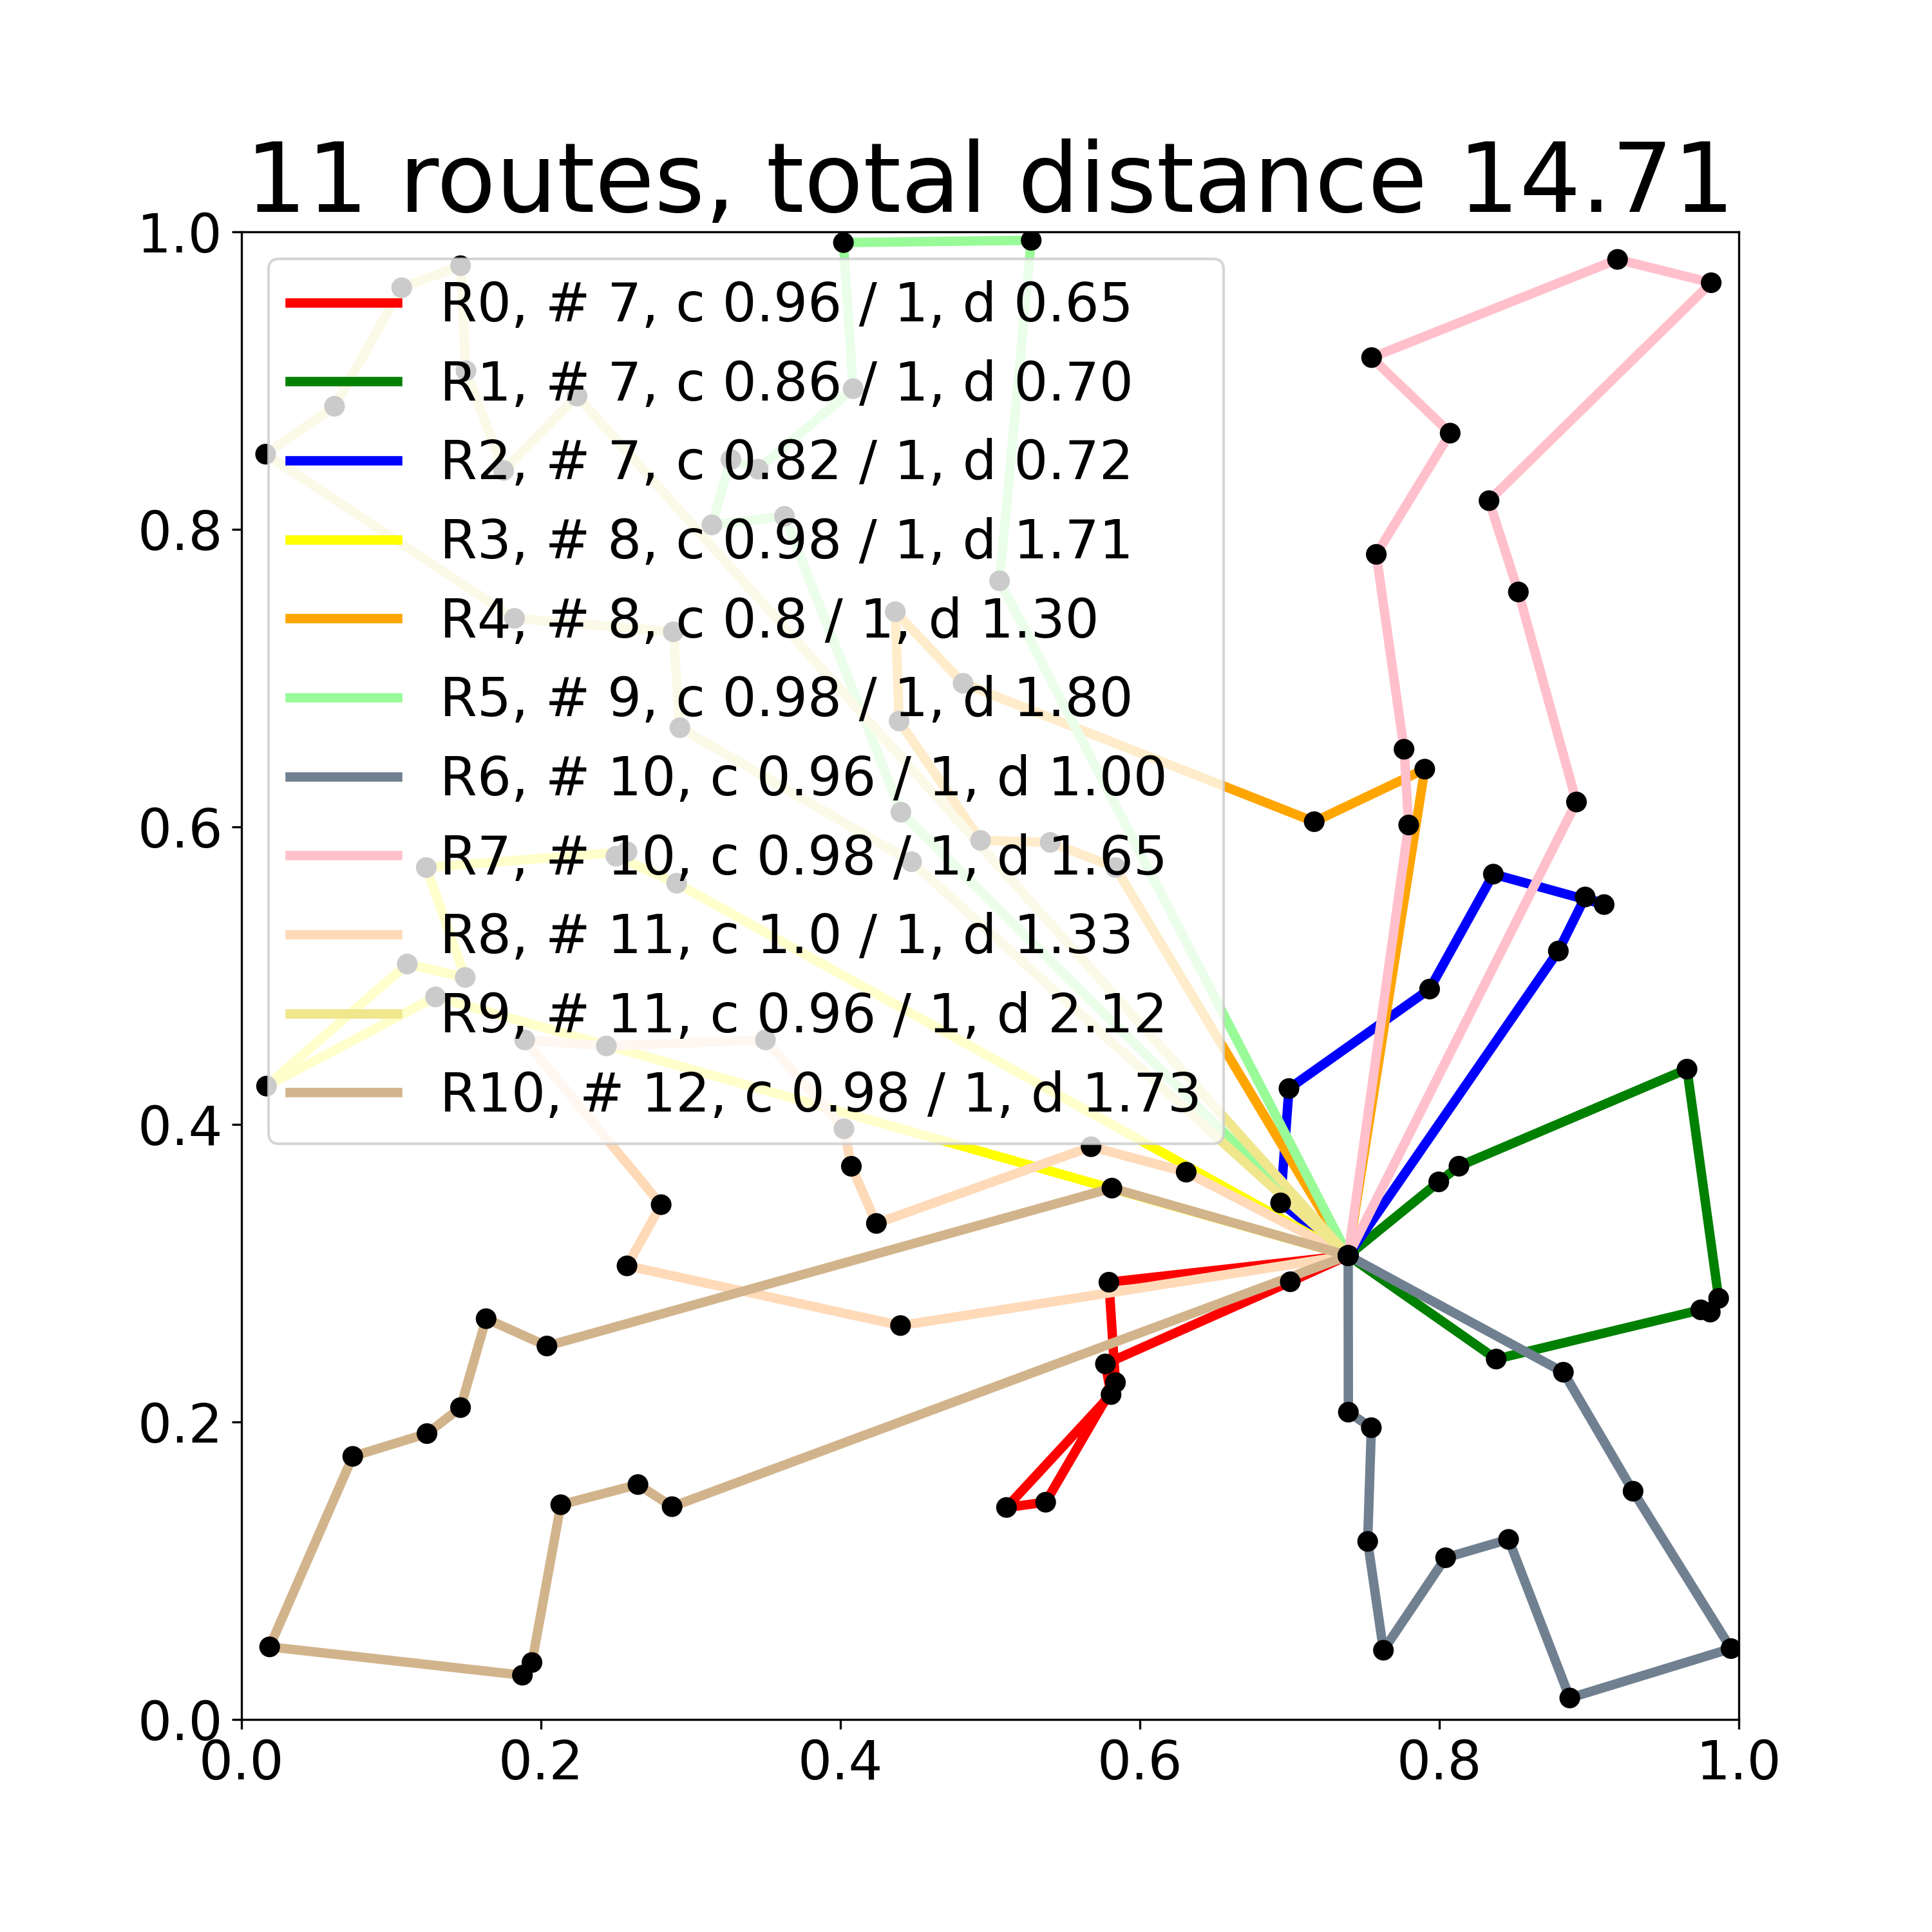 11 routes, total distance 14.71
1.0
0.8
0.6
0.4
0.2
0.0
R0, # 7, c 0.96 / 1, d 0.65
R1, # 7, c 0.86 / 1, d 0.70
R2, # 7, c 0.82 / 1, d 0.72
R3, # 8, c 0.98 / 1, d 1.71
R4, # 8, c 0.8 / 1, d 1.30
R5, # 9, c 0.98 / 1, d 1.80
R6, # 10, c 0.96 / 1, d 1.00
R7, # 10, c 0.98 / 1, d 1.65
R8, # 11, c 1.0 / 1, d 1.33
R9, # 11, c 0.96 / 1, d 2.12
R10, # 12, c 0.98 / 1, d 1.73
0.0 0.2 0.4 0.6 0.8 1.0